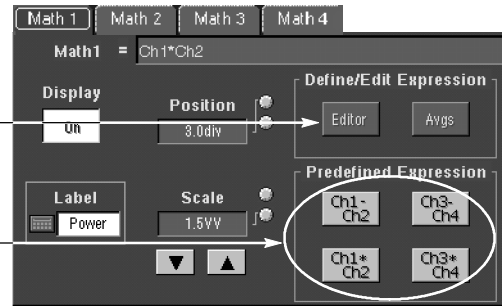 Math 1 Math 2 Math 3 Math 4
Math1 = Ch1*Ch2
Display
On
Position
3.0div
Define/Edit Expression
Editor
Avgs
Label
Power
Scale
1.5VV
Predefined Expression
Ch1-
Ch2
Ch3-
Ch4
Ch1*
Ch2
Ch3*
Ch4